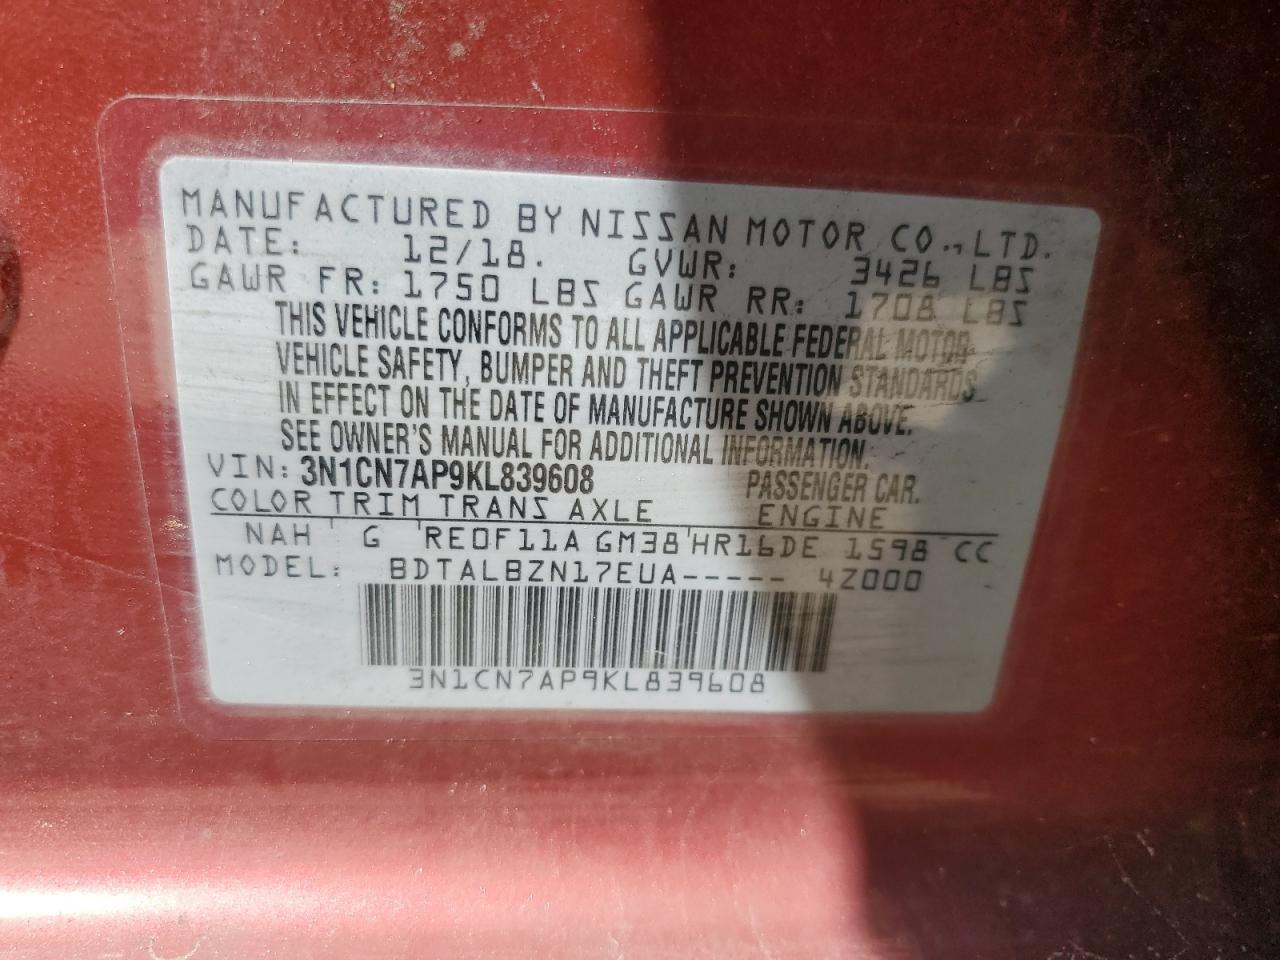 MANUFACTURED BY NISSAN MOTOR CO., LTD.
DATE: 12/18. GVWR: 3426 LBS
GAWR FR: 1750 LBS GAWR RR: 1708 LBS
THIS VEHICLE CONFORMS TO ALL APPLICABLE FEDERAL MOTOR
VEHICLE SAFETY, BUMPER AND THEFT PREVENTION STANDARDS
IN EFFECT ON THE DATE OF MANUFACTURE SHOWN ABOVE.
SEE OWNER'S MANUAL FOR ADDITIONAL INFORMATION.
VIN: 3N1CN7AP9KL839608 PASSENGER CAR.
COLOR TRIM TRANS AXLE ENGINE
NAH G RE0F11A GM38 HR16DE 1598 CC
MODEL: BDTALBZN17EUA----- 4Z000
3N1CN7AP9KL839608